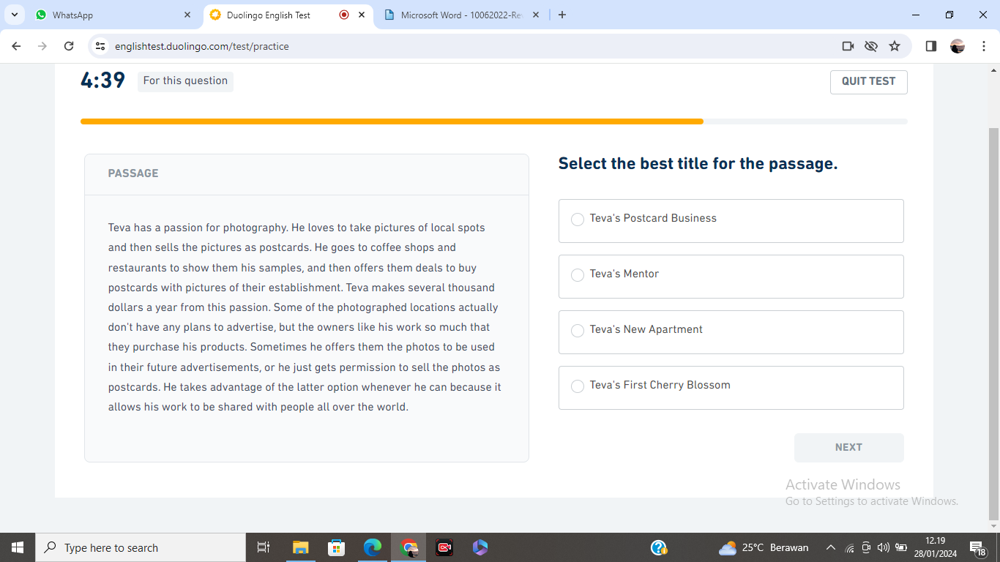 WhatsApp
Duolingo English Test
Microsoft Word - 10062022-Re
englishtest.duolingo.com/test/practice
4:39
For this question
QUIT TEST
PASSAGE
Teva has a passion for photography. He loves to take pictures of local spots
and then sells the pictures as postcards. He goes to coffee shops and
restaurants to show them his samples, and then offers them deals to buy
postcards with pictures of their establishment. Teva makes several thousand
dollars a year from this passion. Some of the photographed locations actually
don't have any plans to advertise, but the owners like his work so much that
they purchase his products. Sometimes he offers them the photos to be used
in their future advertisements, or he just gets permission to sell the photos as
postcards. He takes advantage of the latter option whenever he can because it
allows his work to be shared with people all over the world.
Select the best title for the passage.
Teva's Postcard Business
Teva's Mentor
Teva's New Apartment
Teva's First Cherry Blossom
NEXT
Activate Windows
Go to Settings to activate Windows.
Type here to search
25°C Berawan
12.19
28/01/2024
18